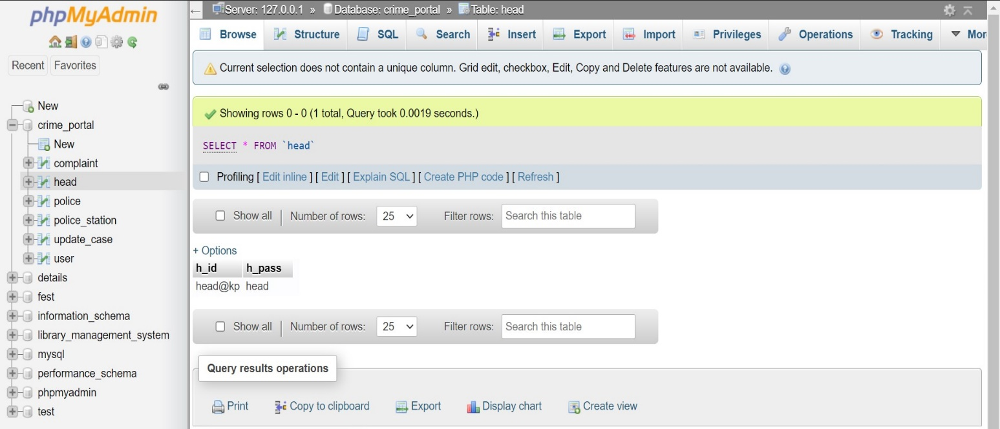 phpMyAdmin
Recent Favorites
New
crime_portal
New
complaint
head
police
police_station
update_case
user
details
fest
information_schema
library_management_system
mysql
performance_schema
phpmyadmin
test
Server: 127.0.0.1 » Database: crime_portal » Table: head
Browse Structure SQL Search Insert Export Import Privileges Operations Tracking Mor
Current selection does not contain a unique column. Grid edit, checkbox, Edit, Copy and Delete features are not available.
Showing rows 0 - 0 (1 total, Query took 0.0019 seconds.)
SELECT * FROM `head`
Profiling [ Edit inline ] [ Edit ] [ Explain SQL ] [ Create PHP code ] [ Refresh ]
Show all | Number of rows: 25 Filter rows: Search this table
+ Options
h_id h_pass
head@kp head
Show all | Number of rows: 25 Filter rows: Search this table
Query results operations
Print Copy to clipboard Export Display chart Create view